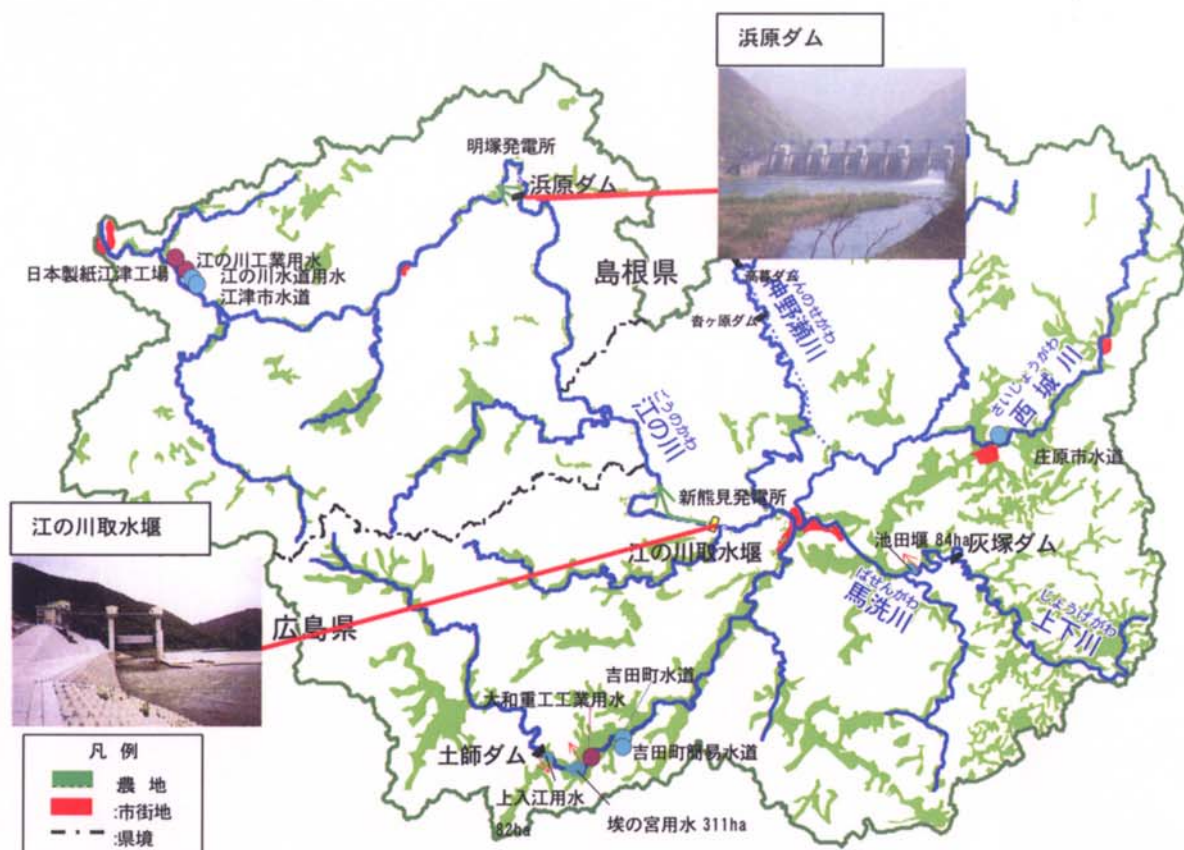 浜原ダム
明塚発電所
浜原ダム
日本製紙江津工場
江の川工業用水
江の川水道用水
江津市水道
島根県
高暮ダム
沓ヶ原ダム
神野瀬川
かんのせがわ
西城川
さいじょうがわ
庄原市水道
江の川
ごうのかわ
新熊見発電所
江の川取水堰
江の川取水堰
池田堰 84ha
灰塚ダム
馬洗川
ばせんがわ
上下川
じょうげがわ
広島県
吉田町水道
大和重工工業用水
土師ダム
吉田町簡易水道
上入江用水
82ha
埃の宮用水 311ha
凡 例
農 地
:市街地
:県境